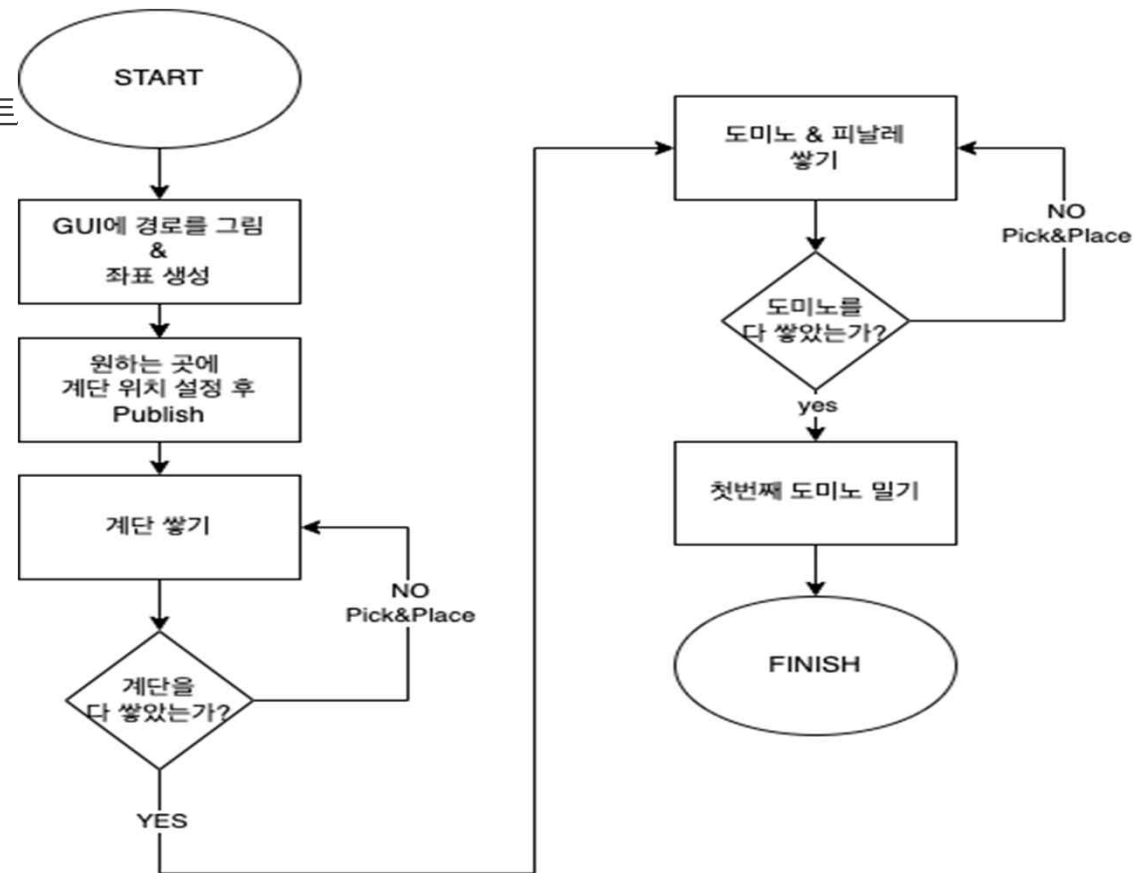 START
트
GUI에 경로를 그림
&
좌표 생성
원하는 곳에
계단 위치 설정 후
Publish
계단 쌓기
NO
Pick&Place
계단을
다 쌓았는가?
YES
도미노 & 피날레
쌓기
NO
Pick&Place
도미노를
다 쌓았는가?
yes
첫번째 도미노 밀기
FINISH